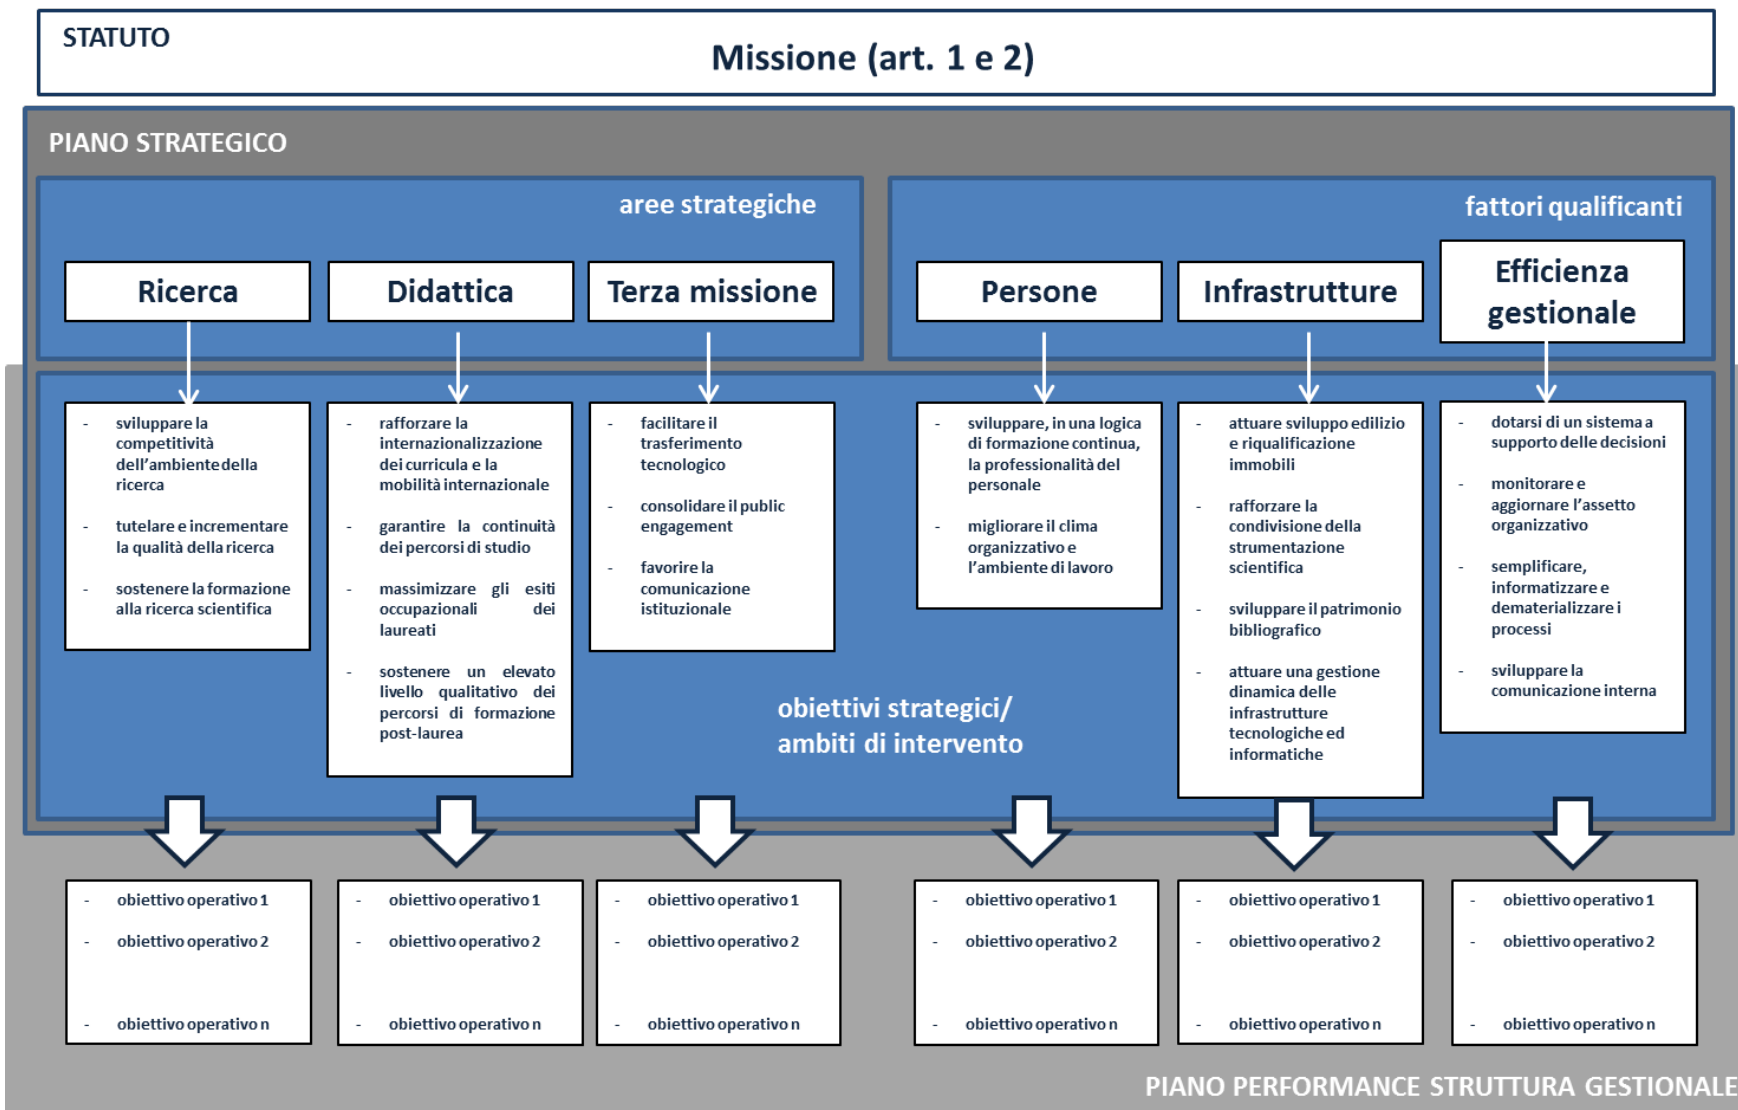 STATUTO
Missione (art. 1 e 2)
PIANO STRATEGICO
aree strategiche
Ricerca
Didattica
Terza missione
fattori qualificanti
Persone
Infrastrutture
Efficienza
gestionale
- sviluppare la
competitività
dell’ambiente della
ricerca
- tutelare e incrementare
la qualità della ricerca
- sostenere la formazione
alla ricerca scientifica
- rafforzare la
internazionalizzazione
dei curricula e la
mobilità internazionale
- garantire la continuità
dei percorsi di studio
- massimizzare gli esiti
occupazionali dei
laureati
- sostenere un elevato
livello qualitativo dei
percorsi di formazione
post-laurea
- facilitare il
trasferimento
tecnologico
- consolidare il public
engagement
- favorire la
comunicazione
istituzionale
- sviluppare, in una logica
di formazione continua,
la professionalità del
personale
- migliorare il clima
organizzativo e
l’ambiente di lavoro
- attuare sviluppo edilizio
e riqualificazione
immobili
- rafforzare la
condivisione della
strumentazione
scientifica
- sviluppare il patrimonio
bibliografico
- attuare una gestione
dinamica delle
infrastrutture
tecnologiche ed
informatiche
- dotarsi di un sistema a
supporto delle decisioni
- monitorare e
aggiornare l’assetto
organizzativo
- semplificare,
informatizzare e
dematerializzare i
processi
- sviluppare la
comunicazione interna
obiettivi strategici/
ambiti di intervento
- obiettivo operativo 1
- obiettivo operativo 2
- obiettivo operativo n
- obiettivo operativo 1
- obiettivo operativo 2
- obiettivo operativo n
- obiettivo operativo 1
- obiettivo operativo 2
- obiettivo operativo n
- obiettivo operativo 1
- obiettivo operativo 2
- obiettivo operativo n
- obiettivo operativo 1
- obiettivo operativo 2
- obiettivo operativo n
- obiettivo operativo 1
- obiettivo operativo 2
- obiettivo operativo n
PIANO PERFORMANCE STRUTTURA GESTIONALE